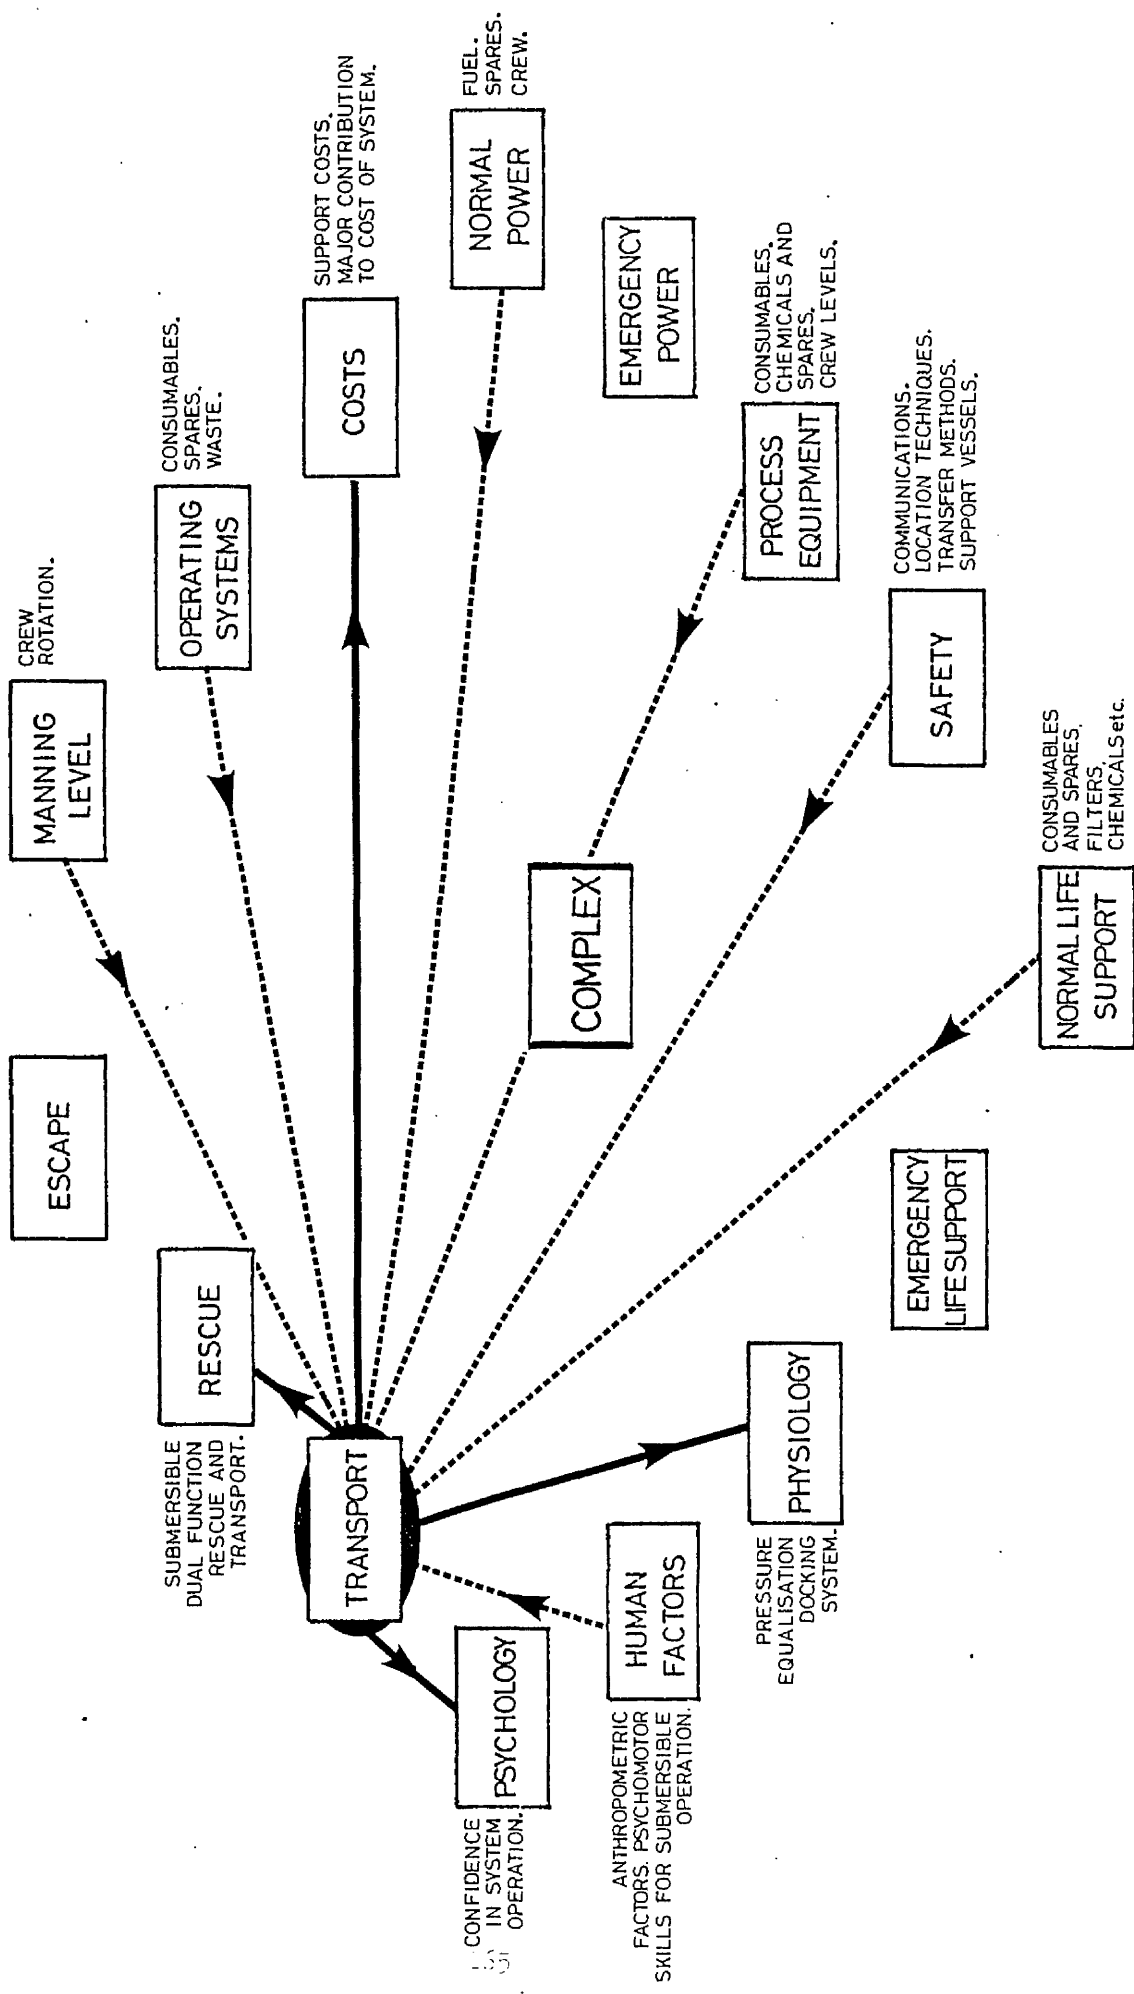 ESCAPE
MANNING
LEVEL
CREW
ROTATION.
SUBMERSIBLE
DUAL FUNCTION
RESCUE AND
TRANSPORT.
RESCUE
OPERATING
SYSTEMS
CONSUMABLES.
SPARES.
WASTE.
TRANSPORT
COSTS
SUPPORT COSTS.
MAJOR CONTRIBUTION
TO COST OF SYSTEM.
CONFIDENCE
IN SYSTEM
OPERATION.
PSYCHOLOGY
NORMAL
POWER
FUEL.
SPARES.
CREW.
COMPLEX
ANTHROPOMETRIC
FACTORS. PSYCHOMOTOR
SKILLS FOR SUBMERSIBLE
OPERATION.
HUMAN
FACTORS
EMERGENCY
POWER
PRESSURE
EQUALISATION
DOCKING
SYSTEM.
PHYSIOLOGY
PROCESS
EQUIPMENT
CONSUMABLES.
CHEMICALS AND
SPARES.
CREW LEVELS.
EMERGENCY
LIFE SUPPORT
SAFETY
COMMUNICATIONS.
LOCATION TECHNIQUES.
TRANSFER METHODS.
SUPPORT VESSELS.
NORMAL LIFE
SUPPORT
CONSUMABLES
AND SPARES,
FILTERS,
CHEMICALS etc.